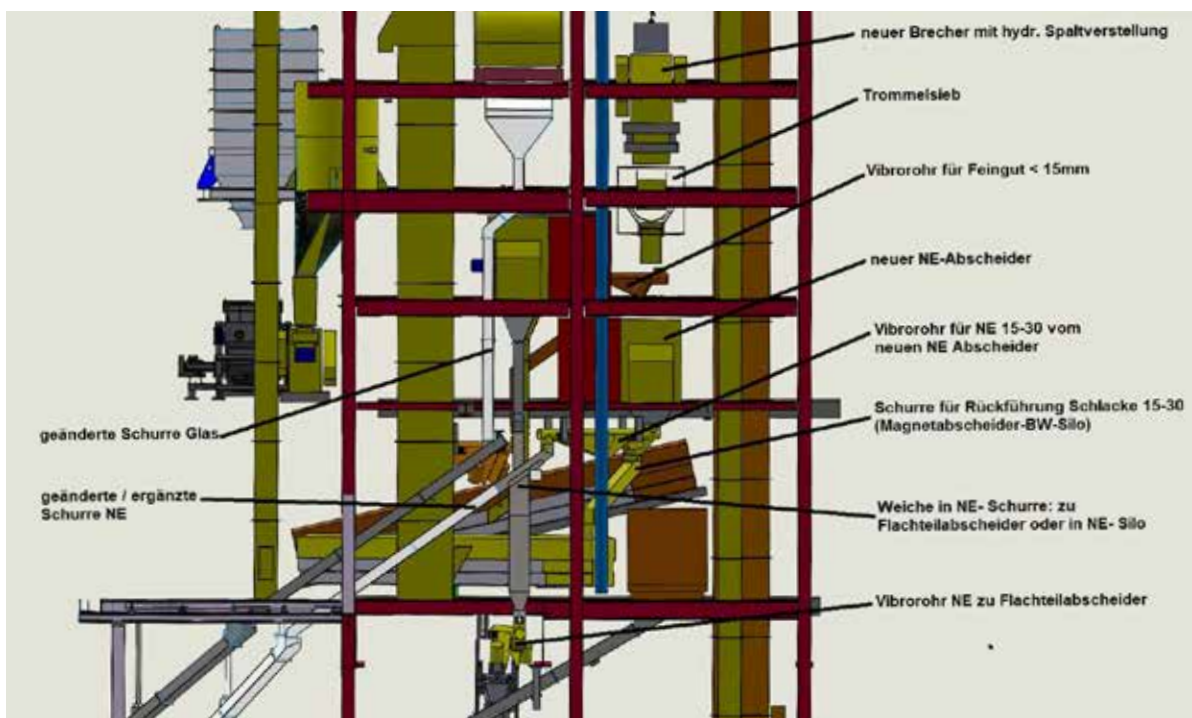 neuer Brecher mit hydr. Spaltverstellung
Trommelsieb
Vibrorohr für Feingut < 15mm
neuer NE-Abscheider
Vibrorohr für NE 15-30 vom
neuen NE Abscheider
Schurre für Rückführung Schlacke 15-30
(Magnetabscheider-BW-Silo)
geänderte Schurre Glas
geänderte / ergänzte
Schurre NE
Weiche in NE- Schurre: zu
Flachteilabscheider oder in NE- Silo
Vibrorohr NE zu Flachteilabscheider